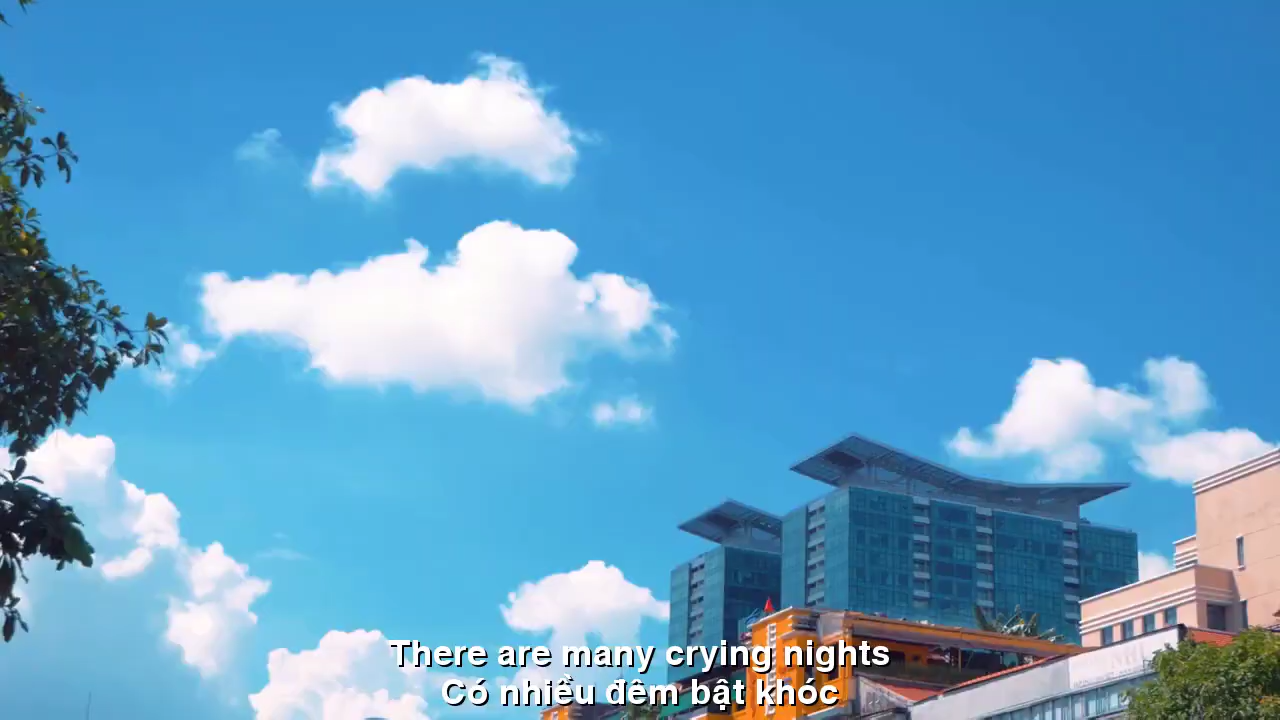 There are many crying nights
Có nhiều đêm bật khóc